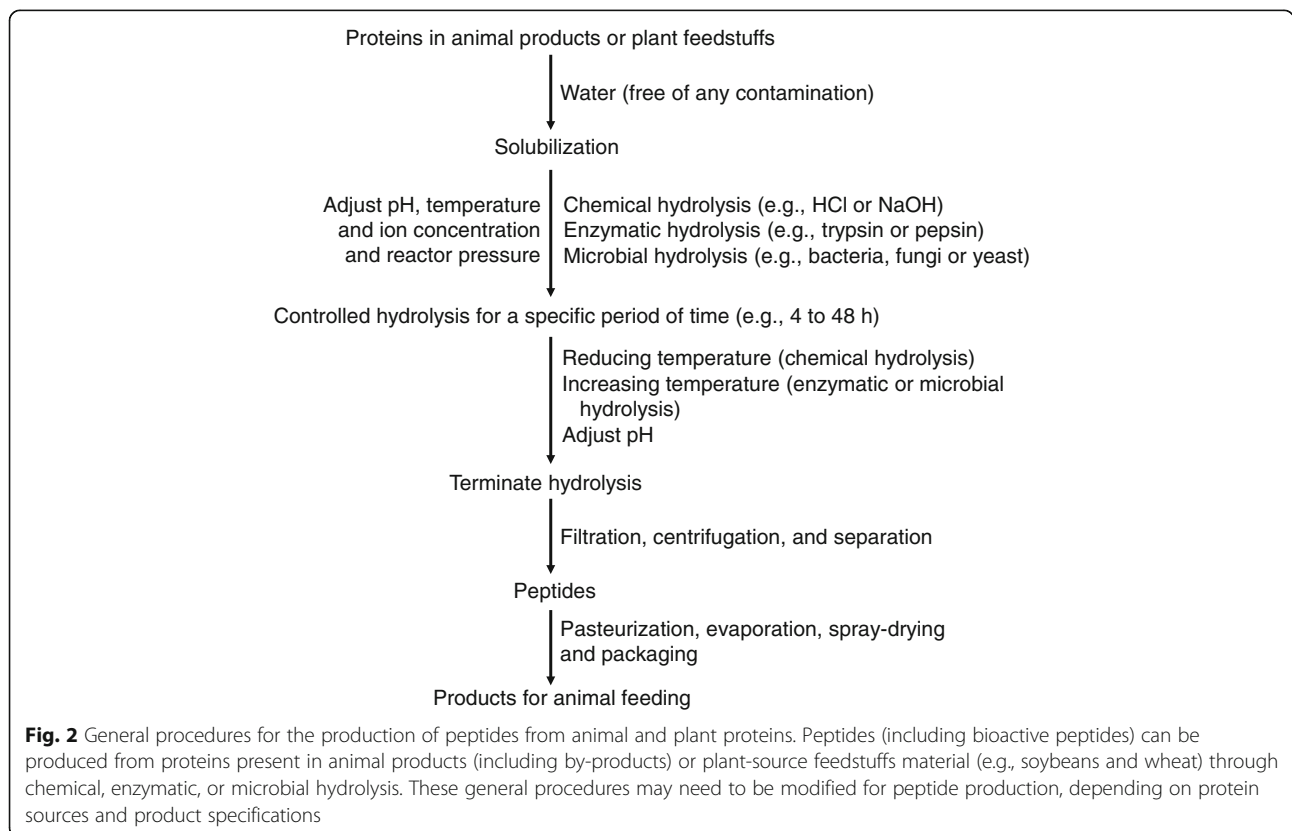 Proteins in animal products or plant feedstuffs
Water (free of any contamination)
Solubilization
Adjust pH, temperature
and ion concentration
and reactor pressure
Chemical hydrolysis (e.g., HCl or NaOH)
Enzymatic hydrolysis (e.g., trypsin or pepsin)
Microbial hydrolysis (e.g., bacteria, fungi or yeast)
Controlled hydrolysis for a specific period of time (e.g., 4 to 48 h)
Reducing temperature (chemical hydrolysis)
Increasing temperature (enzymatic or microbial
hydrolysis)
Adjust pH
Terminate hydrolysis
Filtration, centrifugation, and separation
Peptides
Pasteurization, evaporation, spray-drying
and packaging
Products for animal feeding
Fig. 2 General procedures for the production of peptides from animal and plant proteins. Peptides (including bioactive peptides) can be
produced from proteins present in animal products (including by-products) or plant-source feedstuffs material (e.g., soybeans and wheat) through
chemical, enzymatic, or microbial hydrolysis. These general procedures may need to be modified for peptide production, depending on protein
sources and product specifications